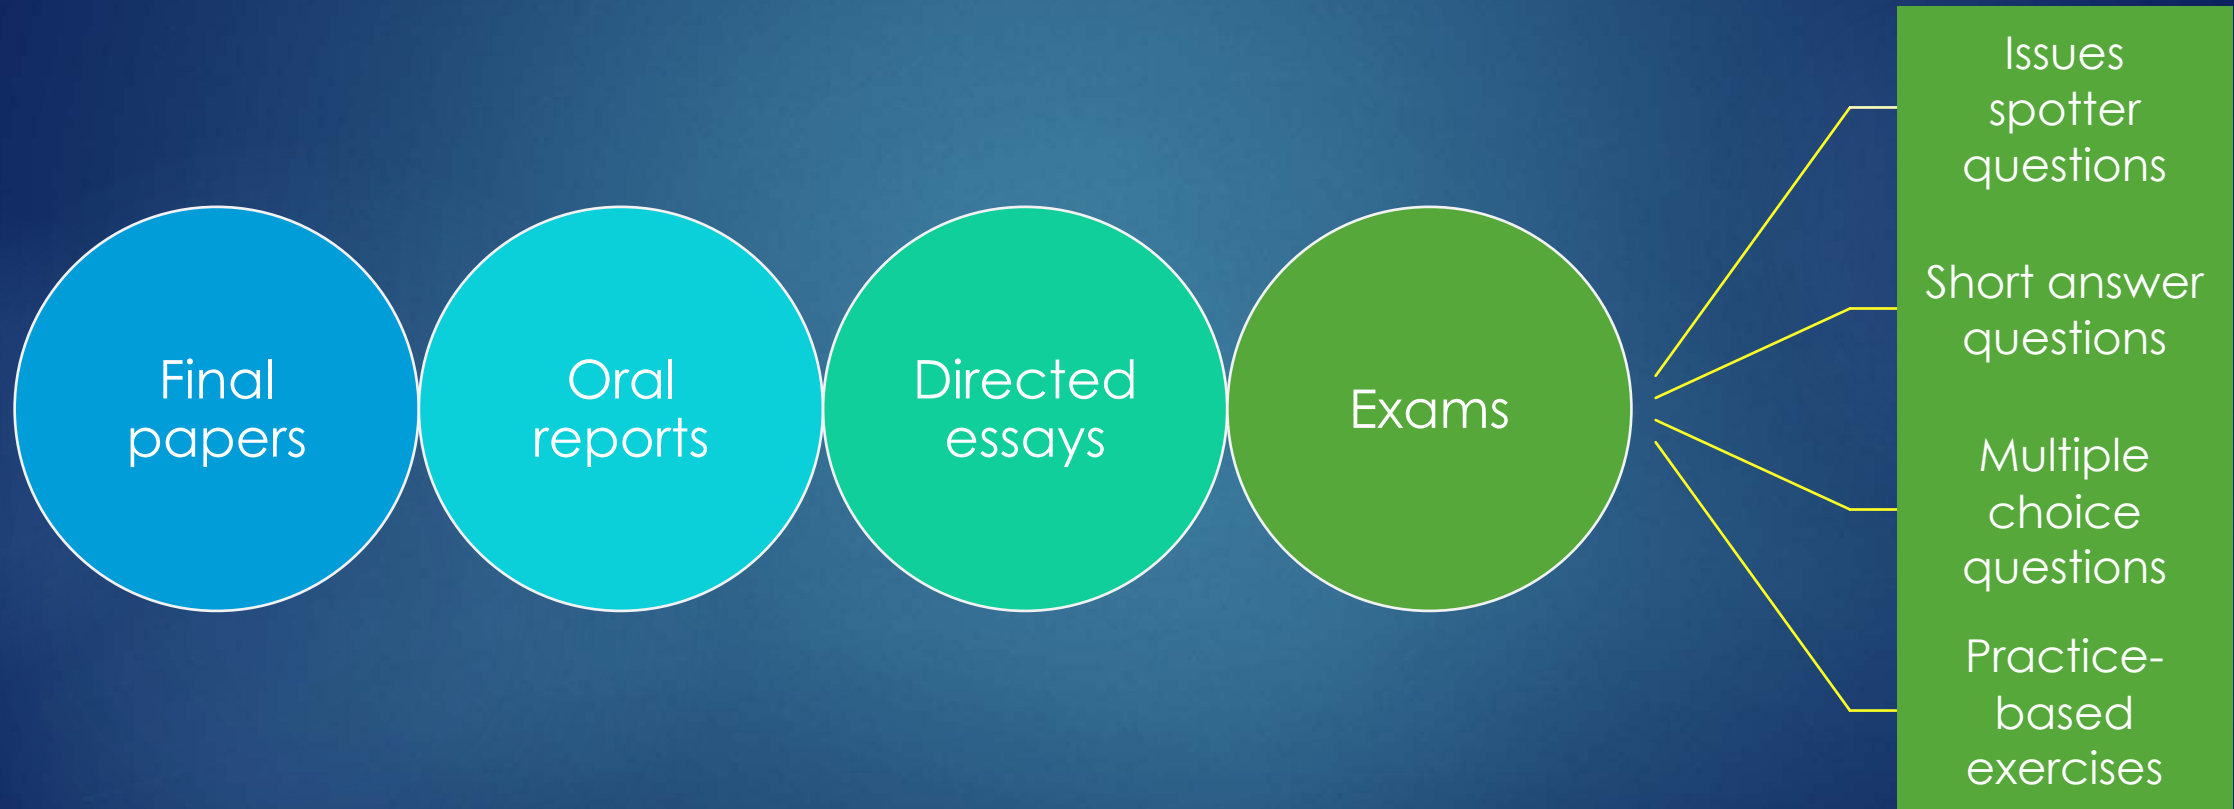 Final
papers
Oral
reports
Directed
essays
Exams
Issues
spotter
questions
Short answer
questions
Multiple
choice
questions
Practice-
based
exercises